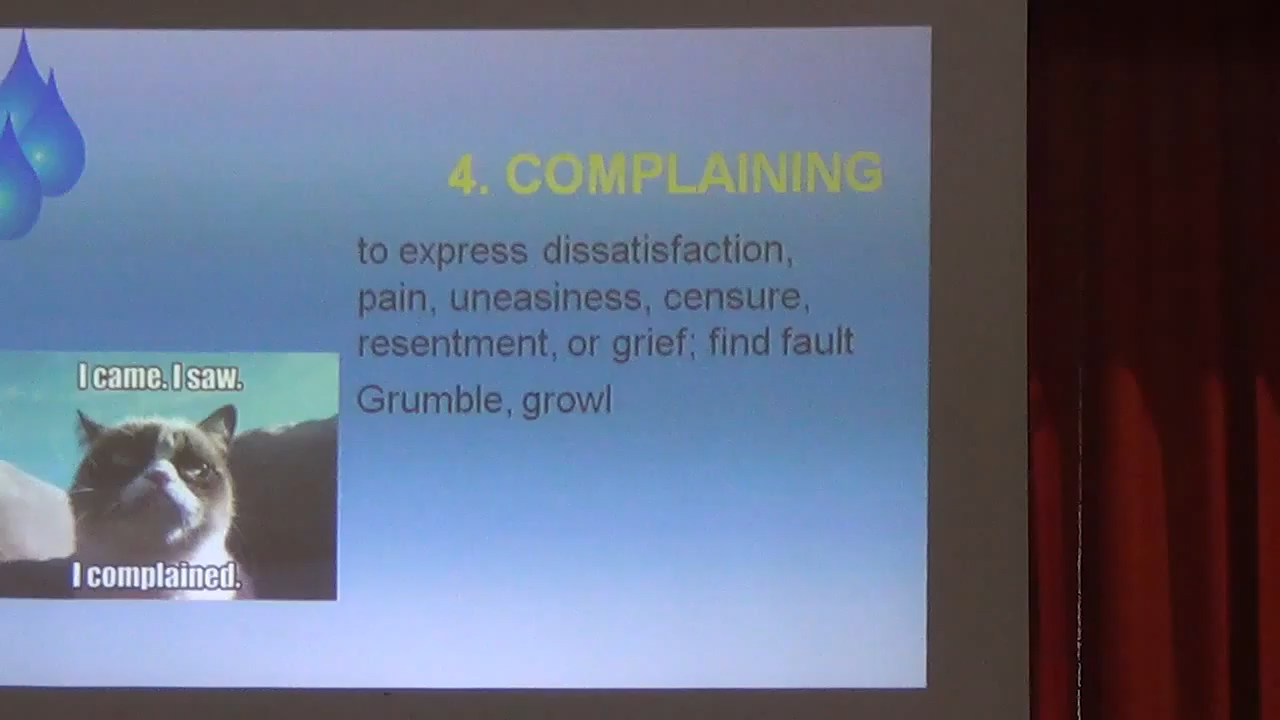 4. COMPLAINING
to express dissatisfaction,
pain, uneasiness, censure,
resentment, or grief; find fault
Grumble, growl
I came. I saw.
I complained.